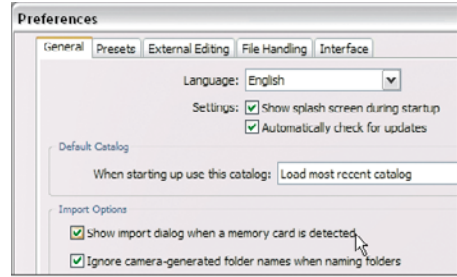 Preferences
General Presets External Editing File Handling Interface
Language: English
Settings: Show splash screen during startup
Automatically check for updates
Default Catalog
When starting up use this catalog: Load most recent catalog
Import Options
Show import dialog when a memory card is detected
Ignore camera-generated folder names when naming folders